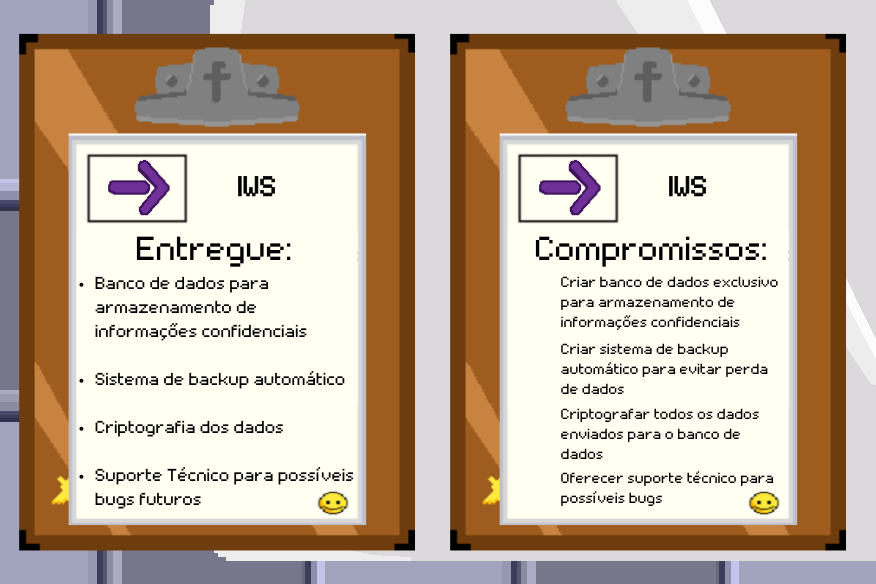 f
IWS
Entregue:
• Banco de dados para
armazenamento de
informações confidenciais
• Sistema de backup automático
• Criptografia dos dados
• Suporte Técnico para possíveis
bugs futuros
f
IWS
Compromissos:
Criar banco de dados exclusivo
para armazenamento de
informações confidenciais
Criar sistema de backup
automático para evitar perda
de dados
Criptografar todos os dados
enviados para o banco de
dados
Oferecer suporte técnico para
possíveis bugs